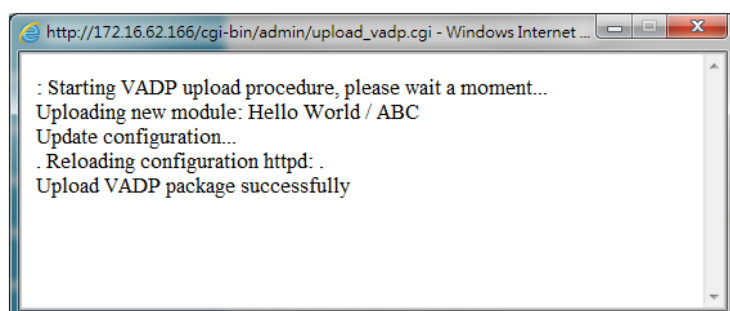 http://172.16.62.166/cgi-bin/admin/upload_vadp.cgi - Windows Internet ...
: Starting VADP upload procedure, please wait a moment...
Uploading new module: Hello World / ABC
Update configuration...
. Reloading configuration httpd: .
Upload VADP package successfully